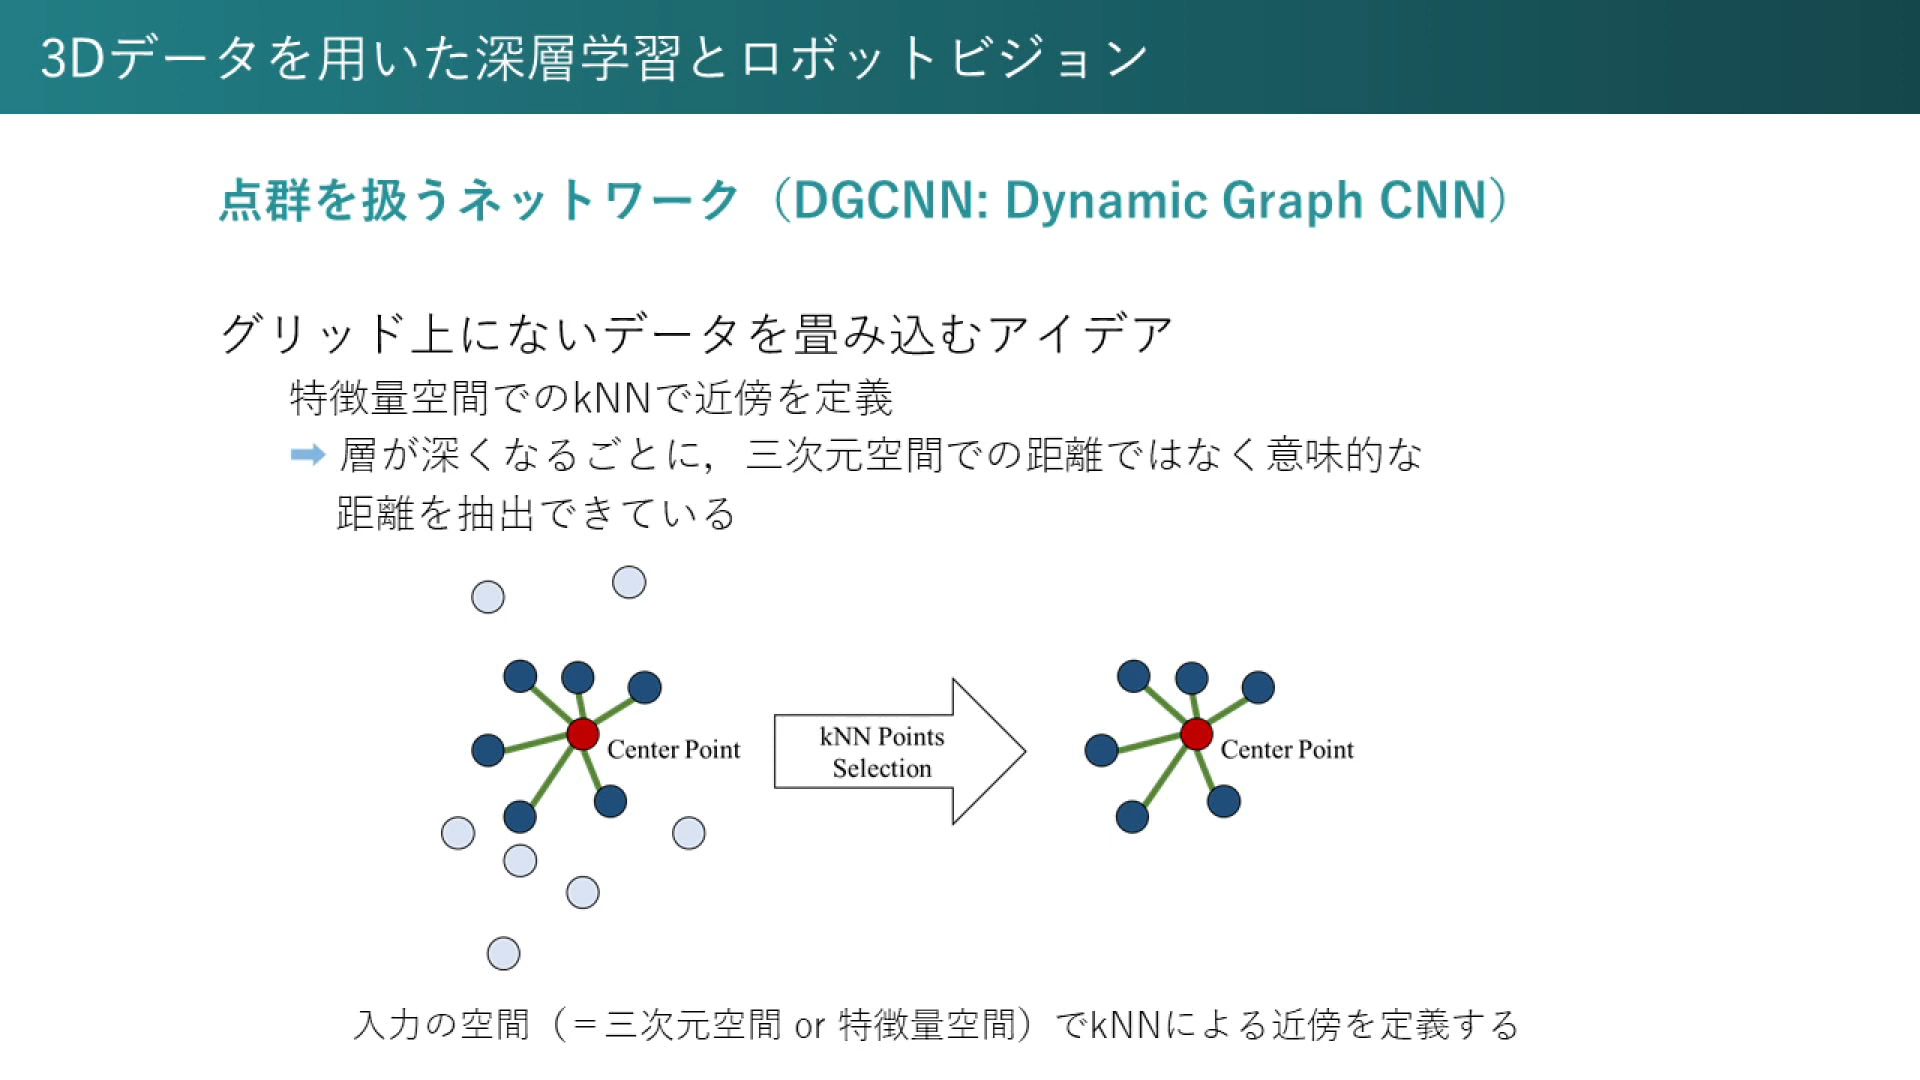 3Dデータを用いた深層学習とロボットビジョン
点群を扱うネットワーク（DGCNN: Dynamic Graph CNN）
グリッド上にないデータを畳み込むアイデア
特徴量空間でのkNNで近傍を定義
➡ 層が深くなるごとに，三次元空間での距離ではなく意味的な
距離を抽出できている
Center Point
kNN Points
Selection
Center Point
入力の空間（＝三次元空間 or 特徴量空間）でkNNによる近傍を定義する